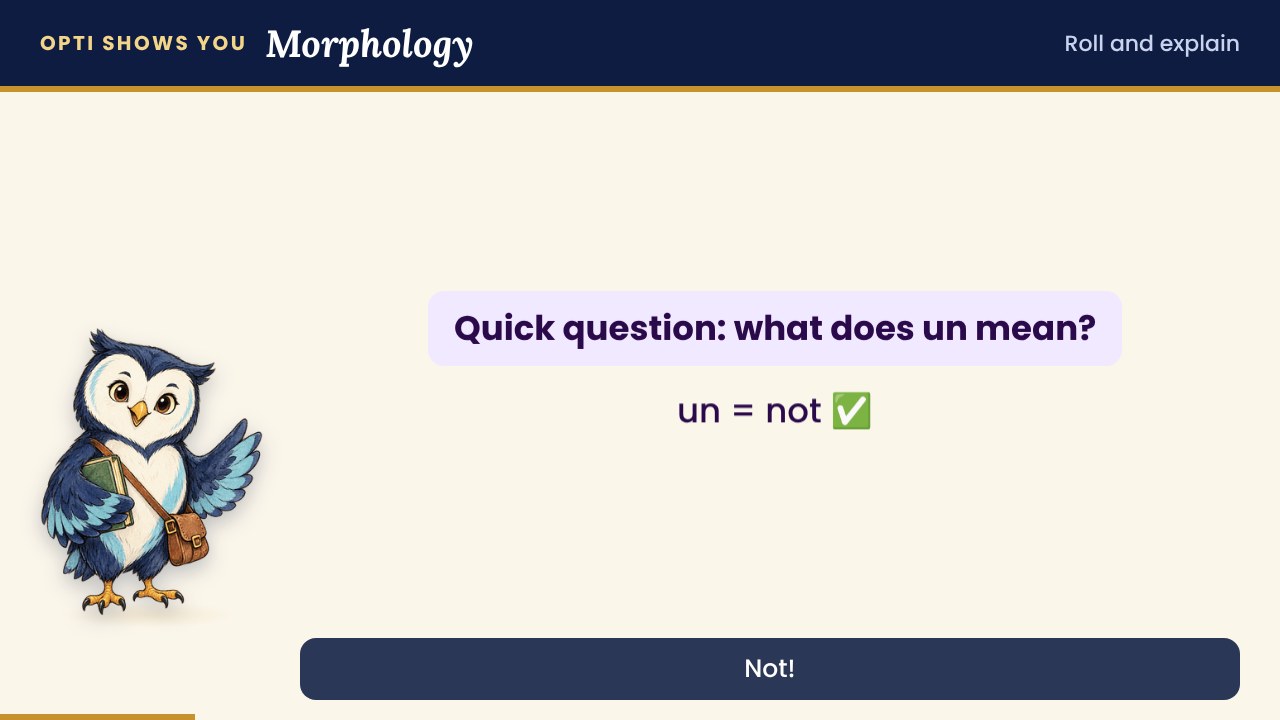 OPTI SHOWS YOU Morphology
Roll and explain
Quick question: what does un mean?
un = not ✅
Not!